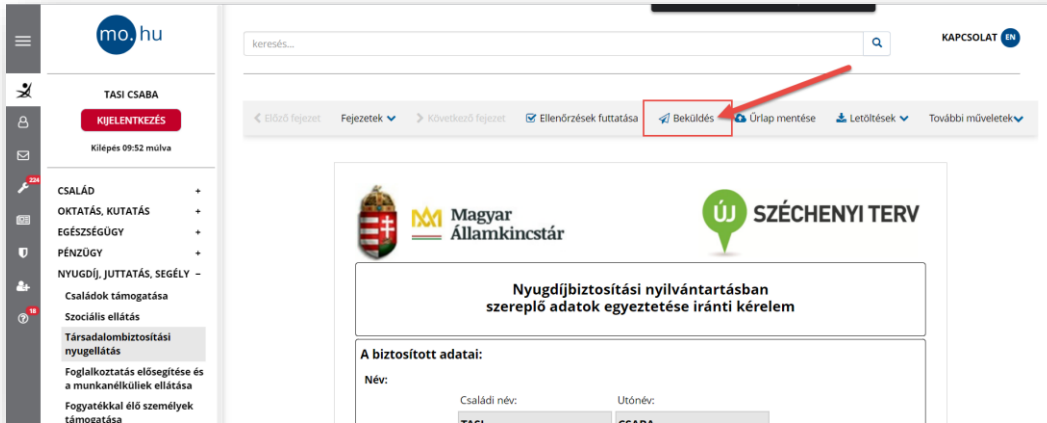 mo.hu
keresés...
KAPCSOLAT EN
TASI CSABA
KIJELENTKEZÉS
Kilépés 09:52 múlva
Előző fejezet Fejezetek Következő fejezet Ellenőrzések futtatása Beküldés Űrlap mentése Letöltések További műveletek
224
18
CSALÁD +
OKTATÁS, KUTATÁS +
EGÉSZSÉGÜGY +
PÉNZÜGY +
NYUGDÍJ, JUTTATÁS, SEGÉLY –
Családok támogatása
Szociális ellátás
Társadalombiztosítási
nyugellátás
Foglalkoztatás elősegítése és
a munkanélküliek ellátása
Fogyatékkal élő személyek
támogatása
Magyar
Államkincstár
ÚJ SZÉCHENYI TERV
Nyugdíjbiztosítási nyilvántartásban
szereplő adatok egyeztetése iránti kérelem
A biztosított adatai:
Név:
Családi név: Utónév:
TASI CSABA